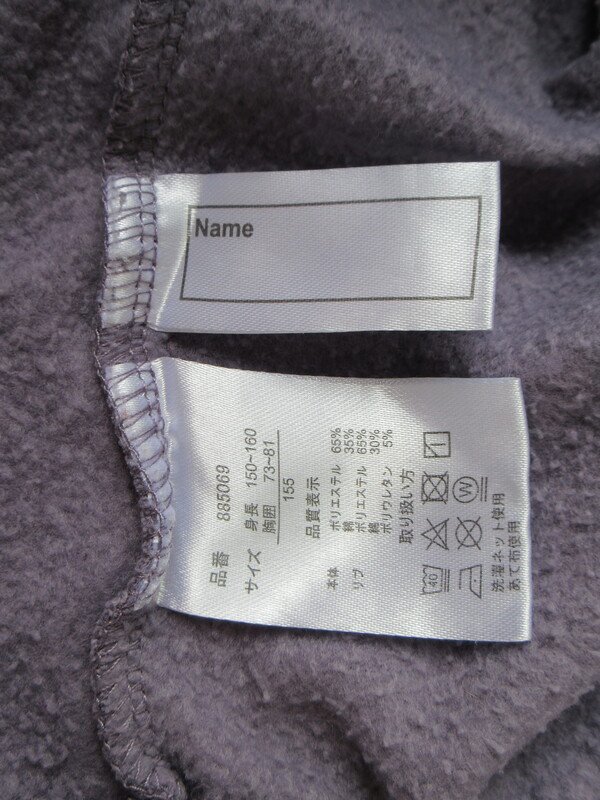 Name
品番 885069
サイズ 身長 150~160
胸囲 73~81
155
品質表示
本体 ポリエステル 65%
綿 35%
リブ ポリエステル 65%
綿 30%
ポリウレタン 5%
取り扱い方
40
W
洗濯ネット使用
あて布使用